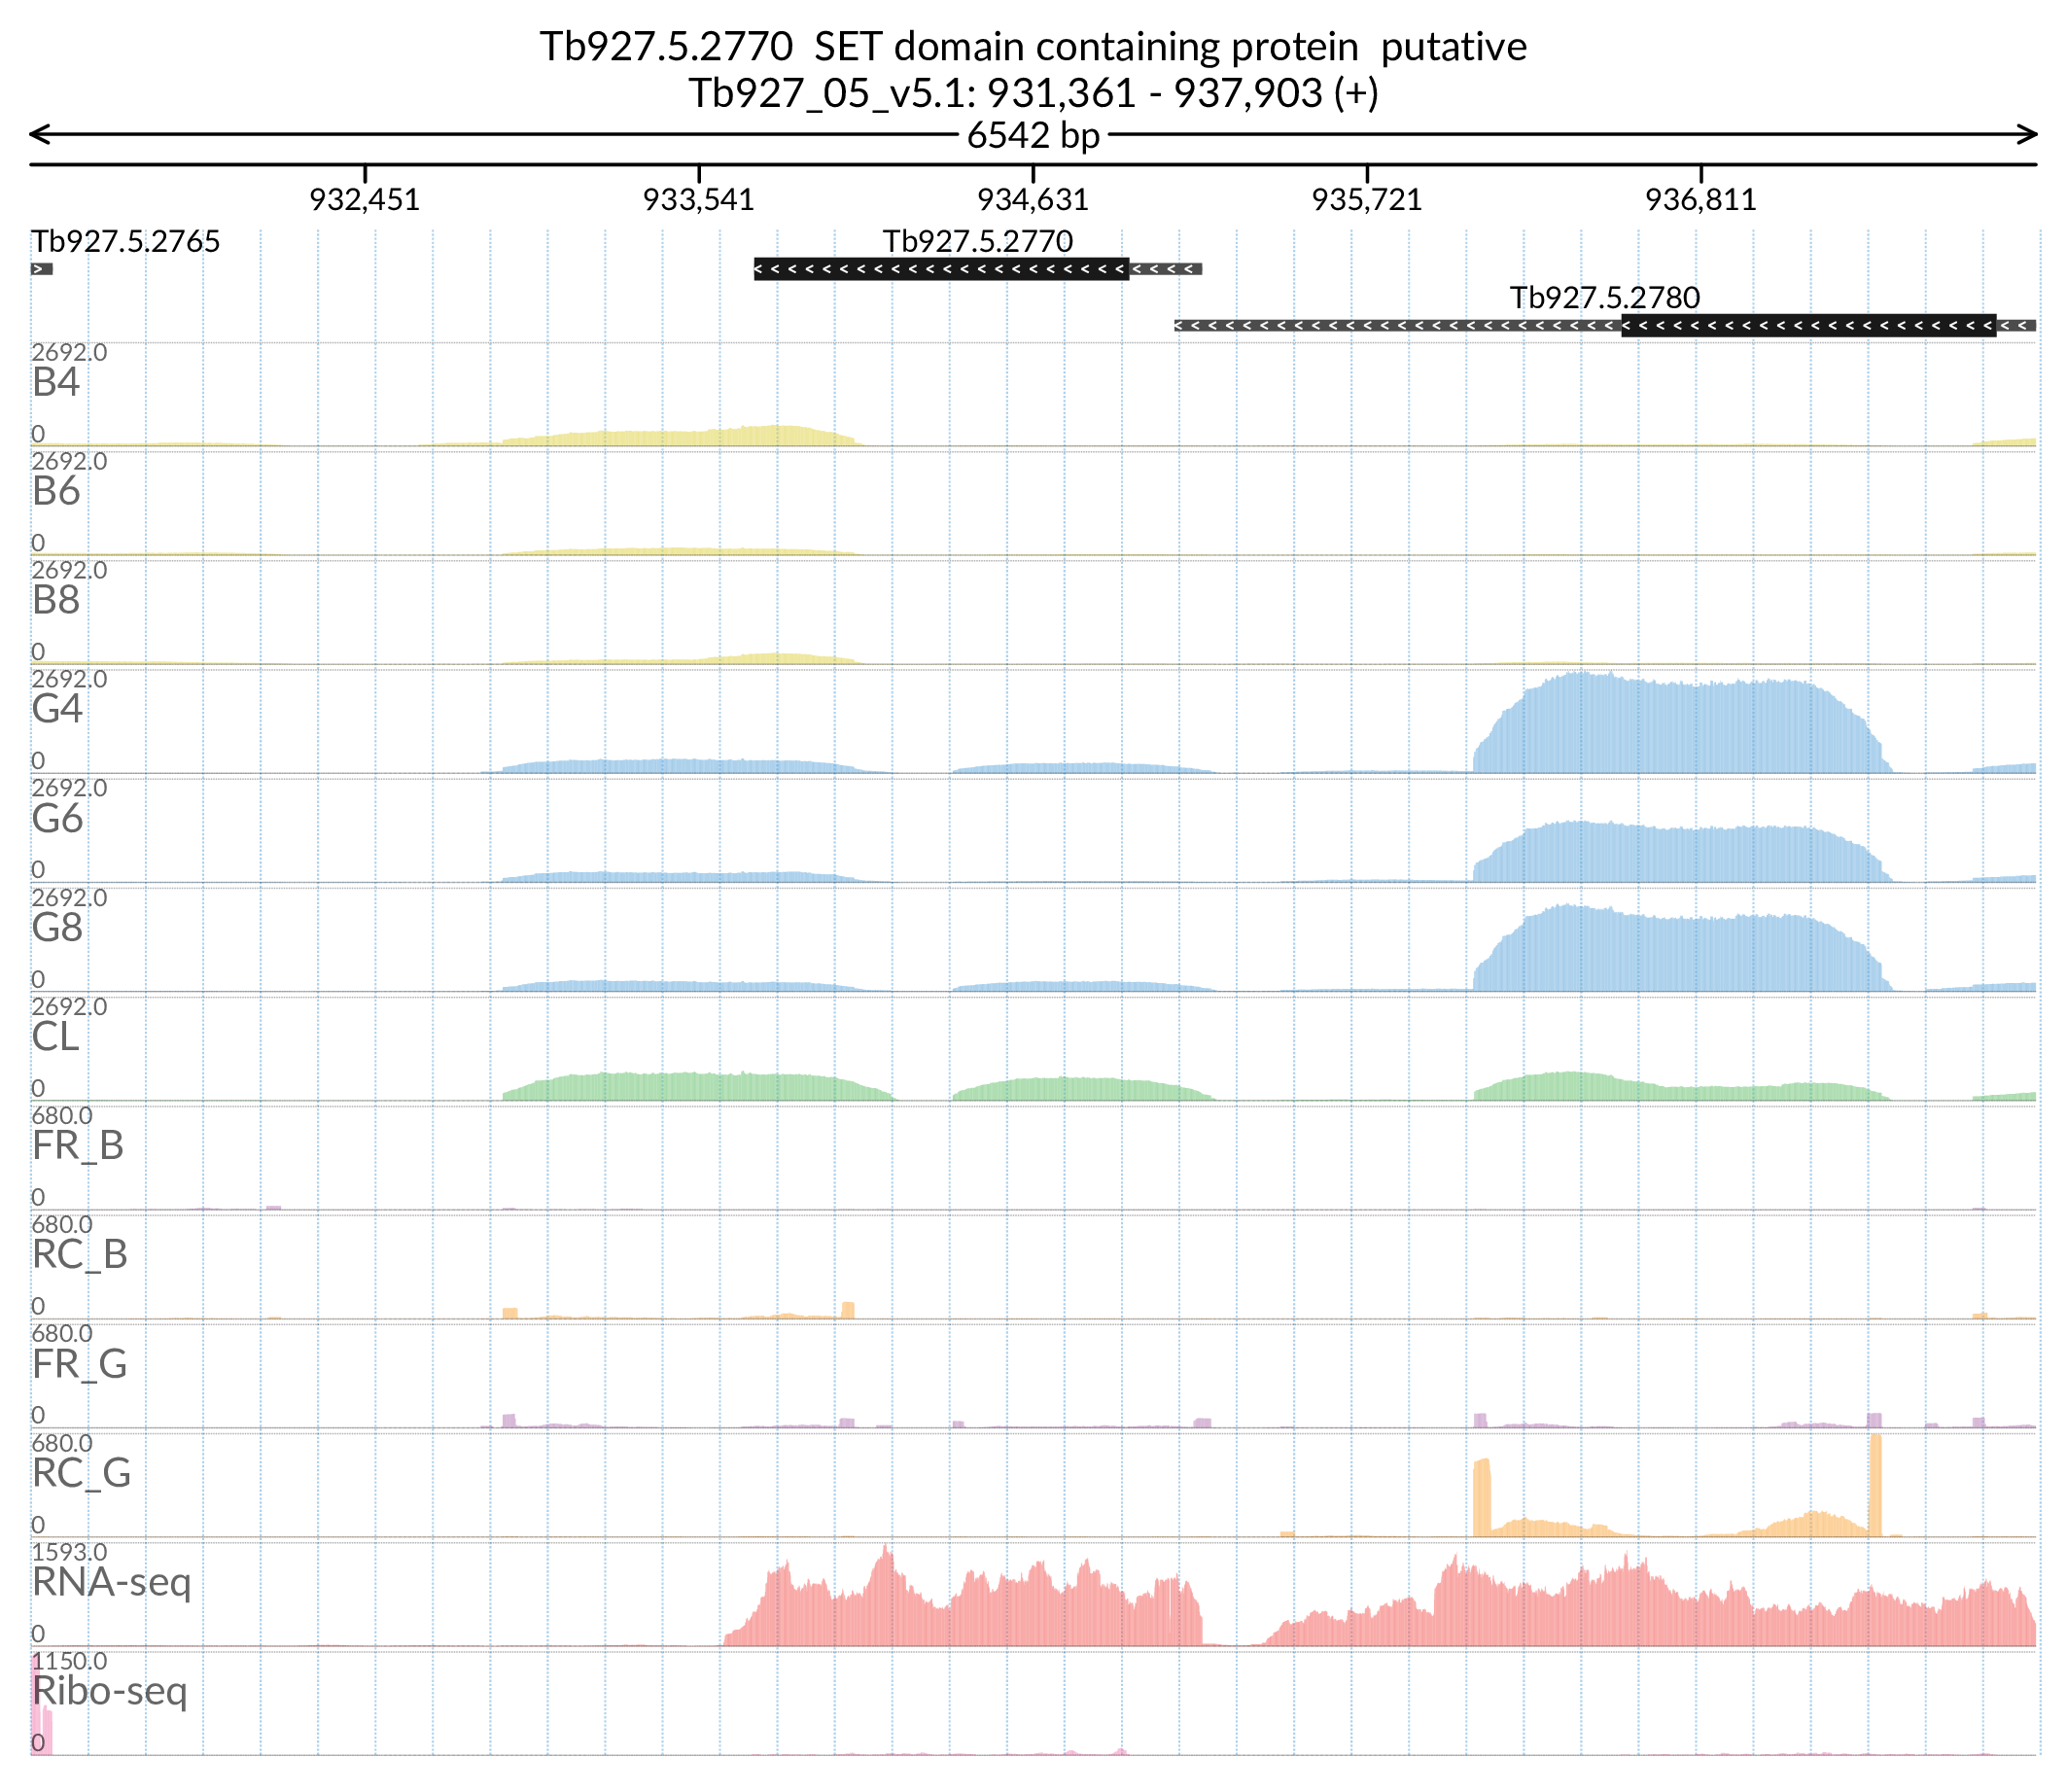 Tb927.5.2770  SET domain containing protein  putative
Tb927_05_v5.1: 931,361 - 937,903 (+)
6542 bp
932,451 933,541 934,631 935,721 936,811
Tb927.5.2765 Tb927.5.2770
Tb927.5.2780
2692.0
B4
0
2692.0
B6
0
2692.0
B8
0
2692.0
G4
0
2692.0
G6
0
2692.0
G8
0
2692.0
CL
0
680.0
FR_B
0
680.0
RC_B
0
680.0
FR_G
0
680.0
RC_G
0
1593.0
RNA-seq
0
1150.0
Ribo-seq
0